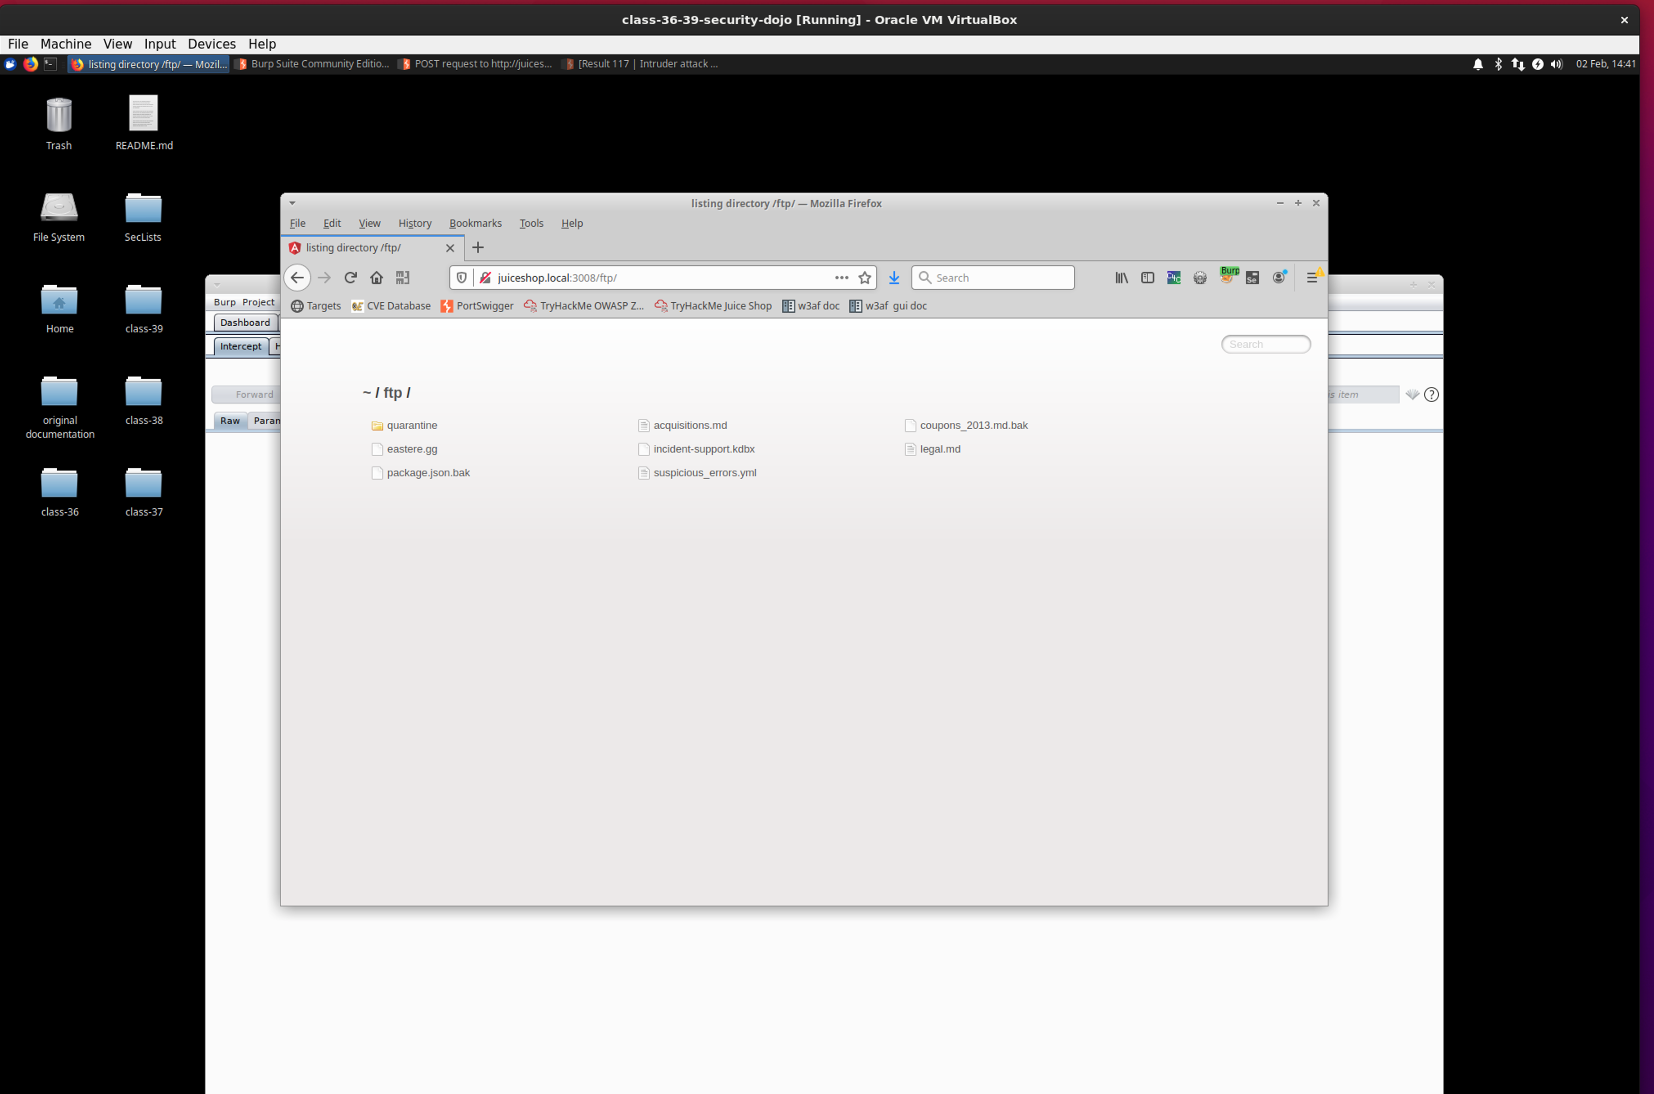 class-36-39-security-dojo [Running] - Oracle VM VirtualBox
File Machine View Input Devices Help
listing directory /ftp/ — Mozil... Burp Suite Community Editio... POST request to http://juices... [Result 117 | Intruder attack ... 02 Feb, 14:41
Trash README.md
File System SecLists
Home class-39
original documentation class-38
class-36 class-37
listing directory /ftp/ — Mozilla Firefox
File Edit View History Bookmarks Tools Help
listing directory /ftp/
juiceshop.local:3008/ftp/ Search Burp
Targets CVE Database PortSwigger TryHackMe OWASP Z... TryHackMe Juice Shop w3af doc w3af gui doc
Burp Project
Dashboard
Intercept H
Forward
s item
Raw Paran
Search
~ / ftp /
quarantine acquisitions.md coupons_2013.md.bak
eastere.gg incident-support.kdbx legal.md
package.json.bak suspicious_errors.yml